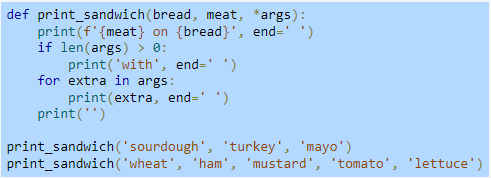 def print_sandwich(bread, meat, *args):
    print(f'{meat} on {bread}', end=' ')
    if len(args) > 0:
        print('with', end=' ')
    for extra in args:
        print(extra, end=' ')
    print('')

print_sandwich('sourdough', 'turkey', 'mayo')
print_sandwich('wheat', 'ham', 'mustard', 'tomato', 'lettuce')